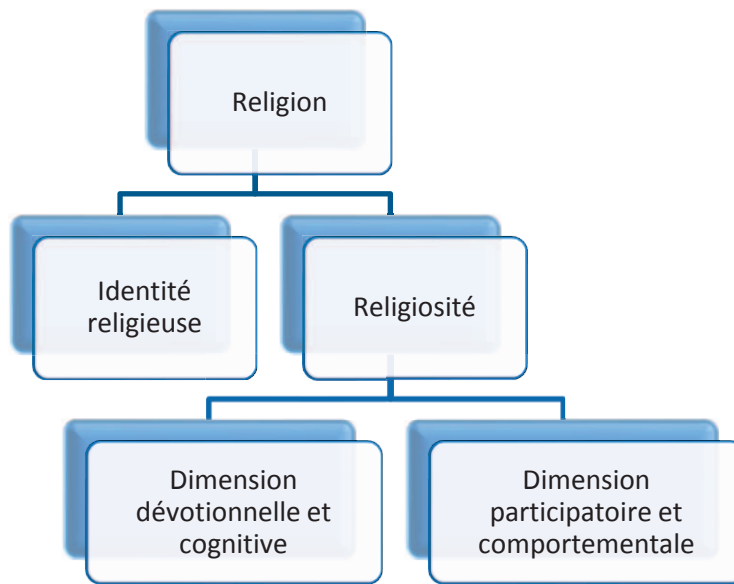 Religion
Identité
religieuse
Religiosité
Dimension
dévotionnelle et
cognitive
Dimension
participatoire et
comportementale